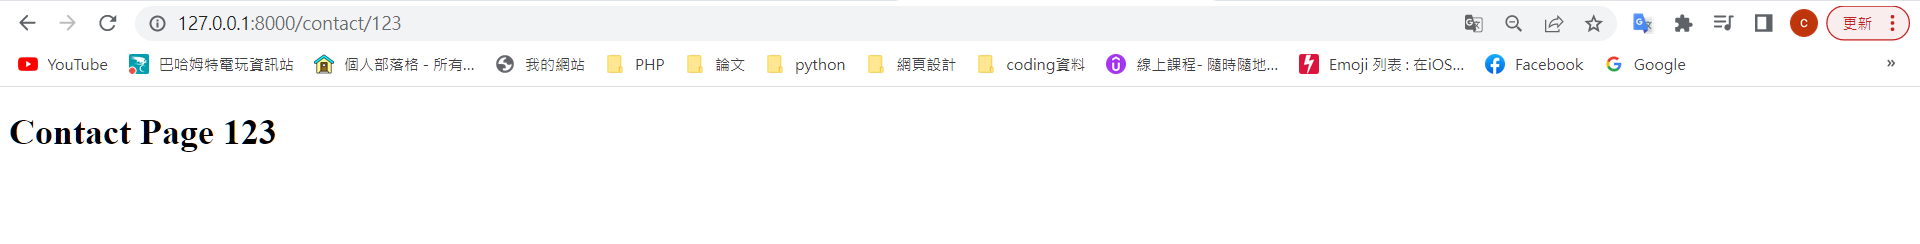 127.0.0.1:8000/contact/123
C
更新
YouTube 巴哈姆特電玩資訊站 個人部落格 - 所有... 我的網站 PHP 論文 python 網頁設計 coding資料 線上課程- 隨時隨地... Emoji 列表 : 在iOS... Facebook Google »
Contact Page 123